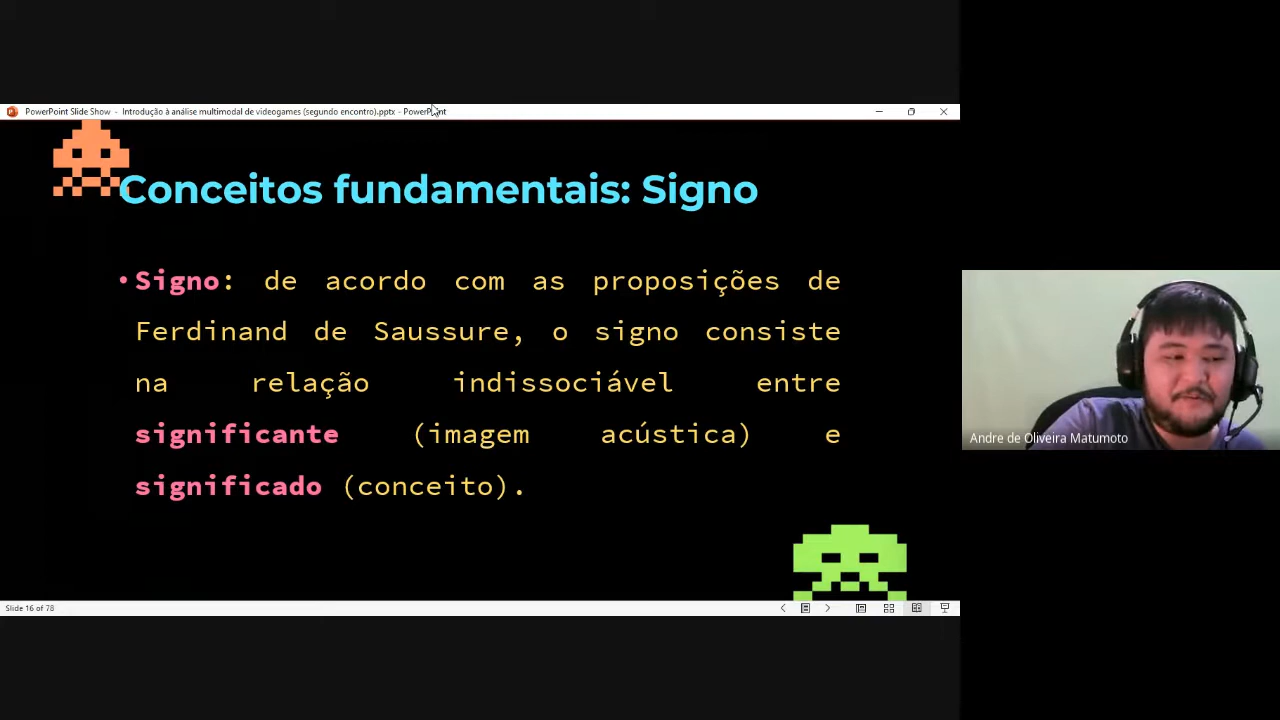 PowerPoint Slide Show - Introdução à análise multimodal de videogames (segundo encontro).pptx - PowerPoint
Conceitos fundamentais: Signo
• Signo: de acordo com as proposições de
Ferdinand de Saussure, o signo consiste
na relação indissociável entre
significante (imagem acústica) e
significado (conceito).
Andre de Oliveira Matumoto
Slide 16 of 78